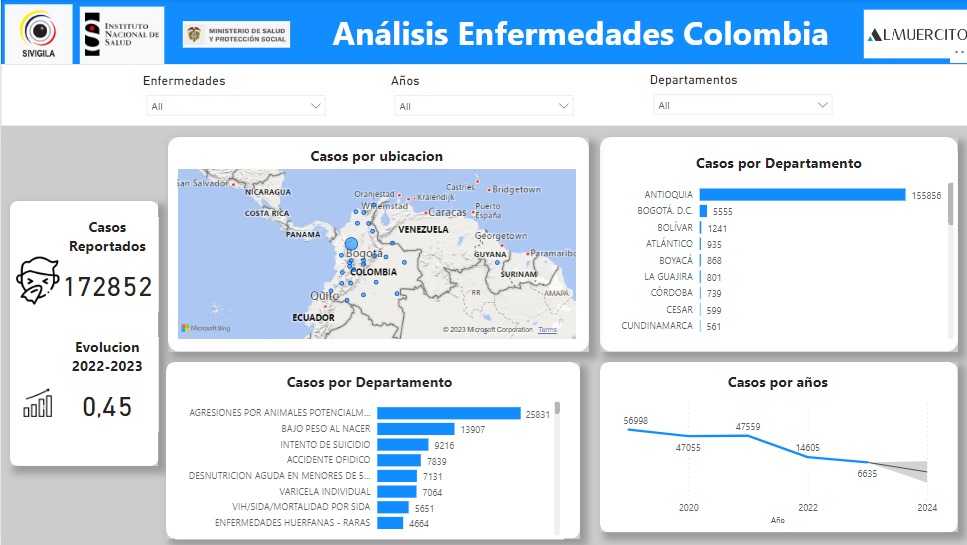 SIVIGILA
INSTITUTO
NACIONAL DE
SALUD
MINISTERIO DE SALUD
Y PROTECCIÓN SOCIAL
Análisis Enfermedades Colombia
ALMUERCITO
Enfermedades
All
Años
All
Departamentos
All
Casos
Reportados
172852
Evolucion
2022-2023
0,45
Casos por ubicacion
San Salvador
NICARAGUA
COSTA RICA
PANAMA
Oranjestad
Kralendijk
Willemstad
Castries
Bridgetown
Caracas
Puerto
España
VENEZUELA
Georgetown
GUYANA
Paramaribo
SURINAM
Bogotá
COLOMBIA
RR
AMAPÁ
Quito
ECUADOR
Microsoft Bing
© 2023 Microsoft Corporation Terms
Casos por Departamento
ANTIOQUIA 155856
BOGOTÁ. D.C. 5555
BOLÍVAR 1241
ATLÁNTICO 935
BOYACÁ 868
LA GUAJIRA 801
CÓRDOBA 739
CESAR 599
CUNDINAMARCA 561
Casos por Departamento
AGRESIONES POR ANIMALES POTENCIALM... 25831
BAJO PESO AL NACER 13907
INTENTO DE SUICIDIO 9216
ACCIDENTE OFIDICO 7839
DESNUTRICION AGUDA EN MENORES DE 5... 7131
VARICELA INDIVIDUAL 7064
VIH/SIDA/MORTALIDAD POR SIDA 5651
ENFERMEDADES HUERFANAS - RARAS 4664
Casos por años
56998
47055
47559
14605
6635
2020 2022 2024
Año